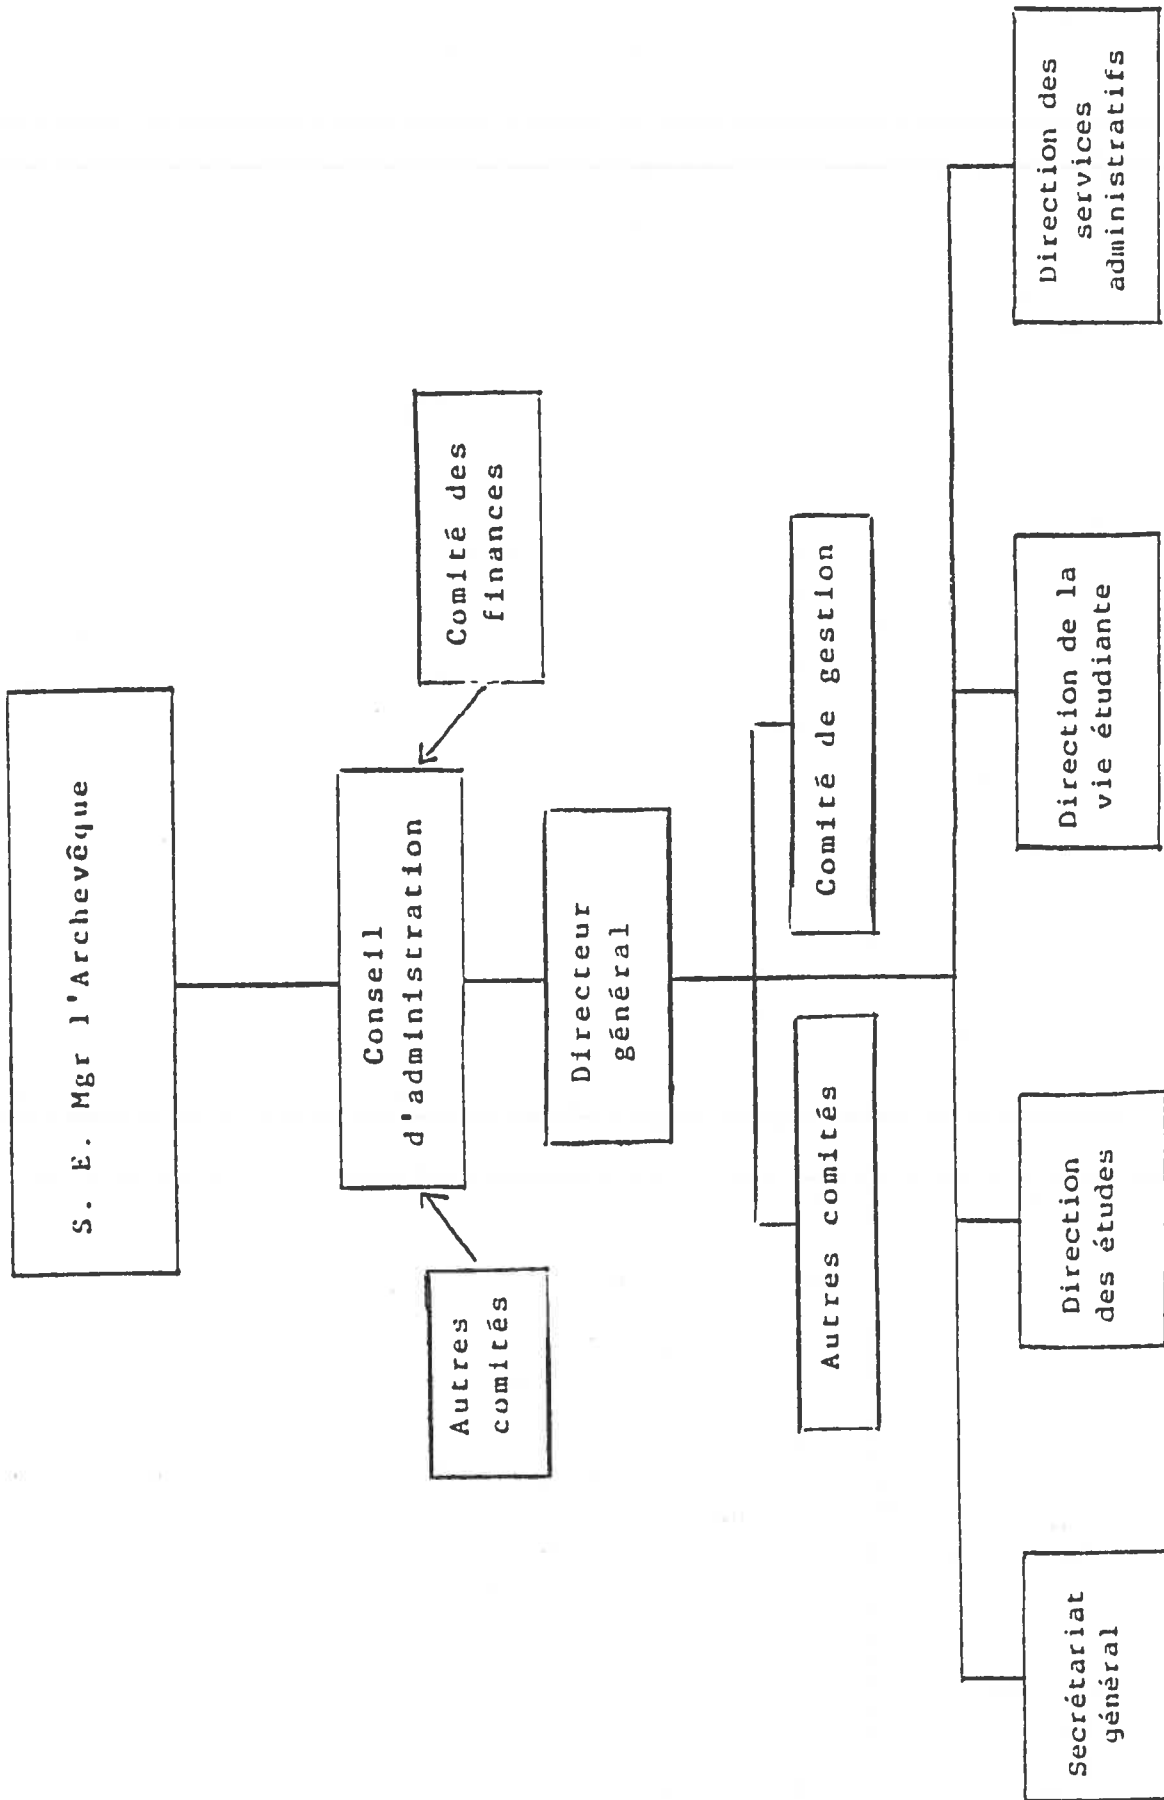 S. E. Mgr l'Archevêque
Conseil
d'administration
Autres
comités
Comité des
finances
Directeur
général
Autres comités
Comité de gestion
Secrétariat
général
Direction
des études
Direction de la
vie étudiante
Direction des
services
administratifs